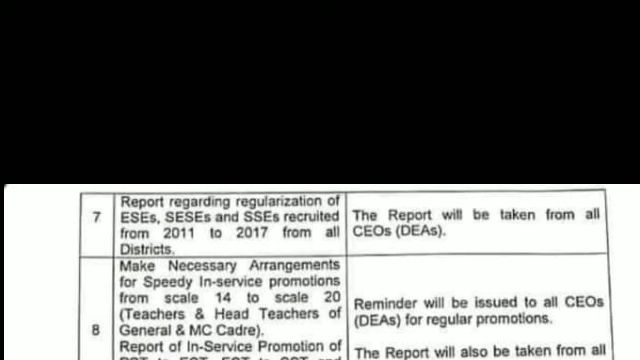 7
Report regarding regularization of
ESEs, SESEs and SSEs recruited
from 2011 to 2017 from all
Districts.
The Report will be taken from all
CEOs (DEAs).
8
Make Necessary Arrangements
for Speedy In-service promotions
from scale 14 to scale 20
(Teachers & Head Teachers of
General & MC Cadre).
Report of In-Service Promotion of
Reminder will be issued to all CEOs
(DEAs) for regular promotions.
The Report will also be taken from all